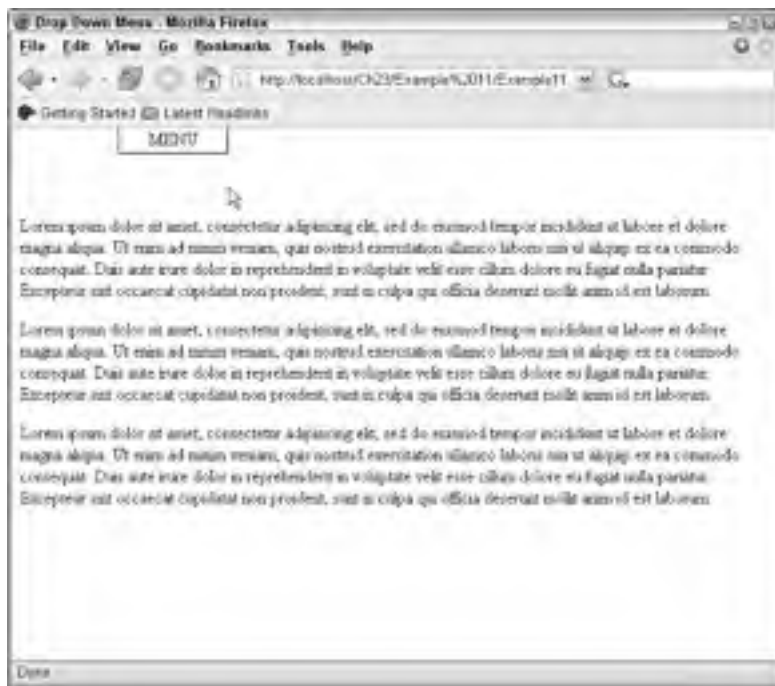 Drop Down Menu - Mozilla Firefox
File Edit View Go Bookmarks Tools Help
http://localhost/Ch23/Example%2011/Example11 G
Getting Started Latest Headlines
MENU
Lorem ipsum dolor sit amet, consectetur adipisicing elit, sed do eiusmod tempor incididunt ut labore et dolore
magna aliqua. Ut enim ad minim veniam, quis nostrud exercitation ullamco laboris nisi ut aliquip ex ea commodo
consequat. Duis aute irure dolor in reprehenderit in voluptate velit esse cillum dolore eu fugiat nulla pariatur.
Excepteur sint occaecat cupidatat non proident, sunt in culpa qui officia deserunt mollit anim id est laborum.
Lorem ipsum dolor sit amet, consectetur adipisicing elit, sed do eiusmod tempor incididunt ut labore et dolore
magna aliqua. Ut enim ad minim veniam, quis nostrud exercitation ullamco laboris nisi ut aliquip ex ea commodo
consequat. Duis aute irure dolor in reprehenderit in voluptate velit esse cillum dolore eu fugiat nulla pariatur.
Excepteur sint occaecat cupidatat non proident, sunt in culpa qui officia deserunt mollit anim id est laborum.
Lorem ipsum dolor sit amet, consectetur adipisicing elit, sed do eiusmod tempor incididunt ut labore et dolore
magna aliqua. Ut enim ad minim veniam, quis nostrud exercitation ullamco laboris nisi ut aliquip ex ea commodo
consequat. Duis aute irure dolor in reprehenderit in voluptate velit esse cillum dolore eu fugiat nulla pariatur.
Excepteur sint occaecat cupidatat non proident, sunt in culpa qui officia deserunt mollit anim id est laborum.
Done